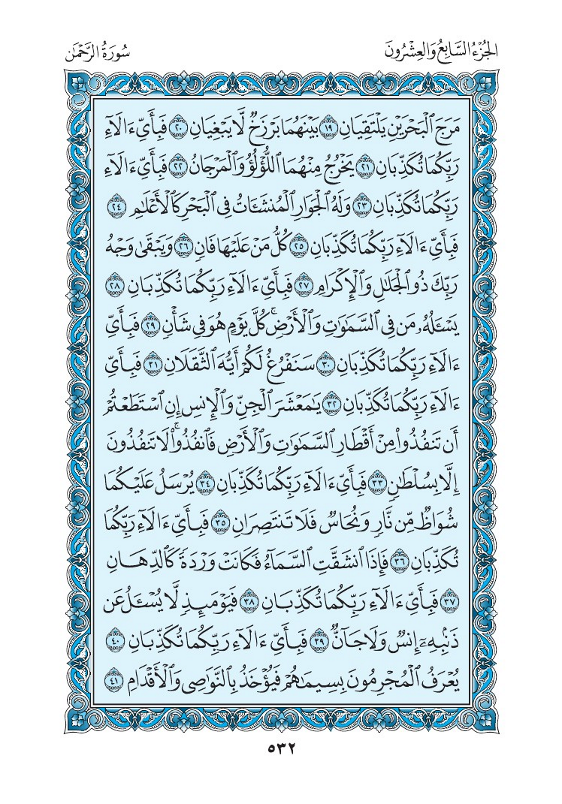 الجُزْءُ السَّابِعُ وَالعِشْرُونَ
سُورَةُ الرَّحْمَٰن
مَرَجَ ٱلْبَحْرَيْنِ يَلْتَقِيَانِ ١٩ بَيْنَهُمَا بَرْزَخٌ لَّا يَبْغِيَانِ ٢٠ فَبِأَيِّ ءَالَآءِ
رَبِّكُمَا تُكَذِّبَانِ ٢١ يَخْرُجُ مِنْهُمَا ٱللُّؤْلُؤُ وَٱلْمَرْجَانُ ٢٢ فَبِأَيِّ ءَالَآءِ
رَبِّكُمَا تُكَذِّبَانِ ٢٣ وَلَهُ ٱلْجَوَارِ ٱلْمُنشَـَٔاتُ فِى ٱلْبَحْرِ كَٱلْأَعْلَـٰمِ ٢٤
فَبِأَيِّ ءَالَآءِ رَبِّكُمَا تُكَذِّبَانِ ٢٥ كُلُّ مَنْ عَلَيْهَا فَانٍ ٢٦ وَيَبْقَىٰ وَجْهُ
رَبِّكَ ذُو ٱلْجَلَـٰلِ وَٱلْإِكْرَامِ ٢٧ فَبِأَيِّ ءَالَآءِ رَبِّكُمَا تُكَذِّبَانِ ٢٨
يَسْـَٔلُهُۥ مَن فِى ٱلسَّمَـٰوَٰتِ وَٱلْأَرْضِ ۚ كُلَّ يَوْمٍ هُوَ فِى شَأْنٍ ٢٩ فَبِأَيِّ
ءَالَآءِ رَبِّكُمَا تُكَذِّبَانِ ٣٠ سَنَفْرُغُ لَكُمْ أَيُّهَ ٱلثَّقَلَانِ ٣١ فَبِأَيِّ
ءَالَآءِ رَبِّكُمَا تُكَذِّبَانِ ٣٢ يَـٰمَعْشَرَ ٱلْجِنِّ وَٱلْإِنسِ إِنِ ٱسْتَطَعْتُمْ
أَن تَنفُذُوا۟ مِنْ أَقْطَارِ ٱلسَّمَـٰوَٰتِ وَٱلْأَرْضِ فَٱنفُذُوا۟ ۚ لَا تَنفُذُونَ
إِلَّا بِسُلْطَـٰنٍ ٣٣ فَبِأَيِّ ءَالَآءِ رَبِّكُمَا تُكَذِّبَانِ ٣٤ يُرْسَلُ عَلَيْكُمَا
شُوَاظٌ مِّن نَّارٍ وَنُحَاسٌ فَلَا تَنتَصِرَانِ ٣٥ فَبِأَيِّ ءَالَآءِ رَبِّكُمَا
تُكَذِّبَانِ ٣٦ فَإِذَا ٱنشَقَّتِ ٱلسَّمَآءُ فَكَانَتْ وَرْدَةً كَٱلدِّهَانِ
٣٧ فَبِأَيِّ ءَالَآءِ رَبِّكُمَا تُكَذِّبَانِ ٣٨ فَيَوْمَئِذٍ لَّا يُسْـَٔلُ عَن
ذَنۢبِهِۦٓ إِنسٌ وَلَا جَآنٌّ ٣٩ فَبِأَيِّ ءَالَآءِ رَبِّكُمَا تُكَذِّبَانِ ٤٠
يُعْرَفُ ٱلْمُجْرِمُونَ بِسِيمَـٰهُمْ فَيُؤْخَذُ بِٱلنَّوَٰصِى وَٱلْأَقْدَامِ ٤١
٥٣٢